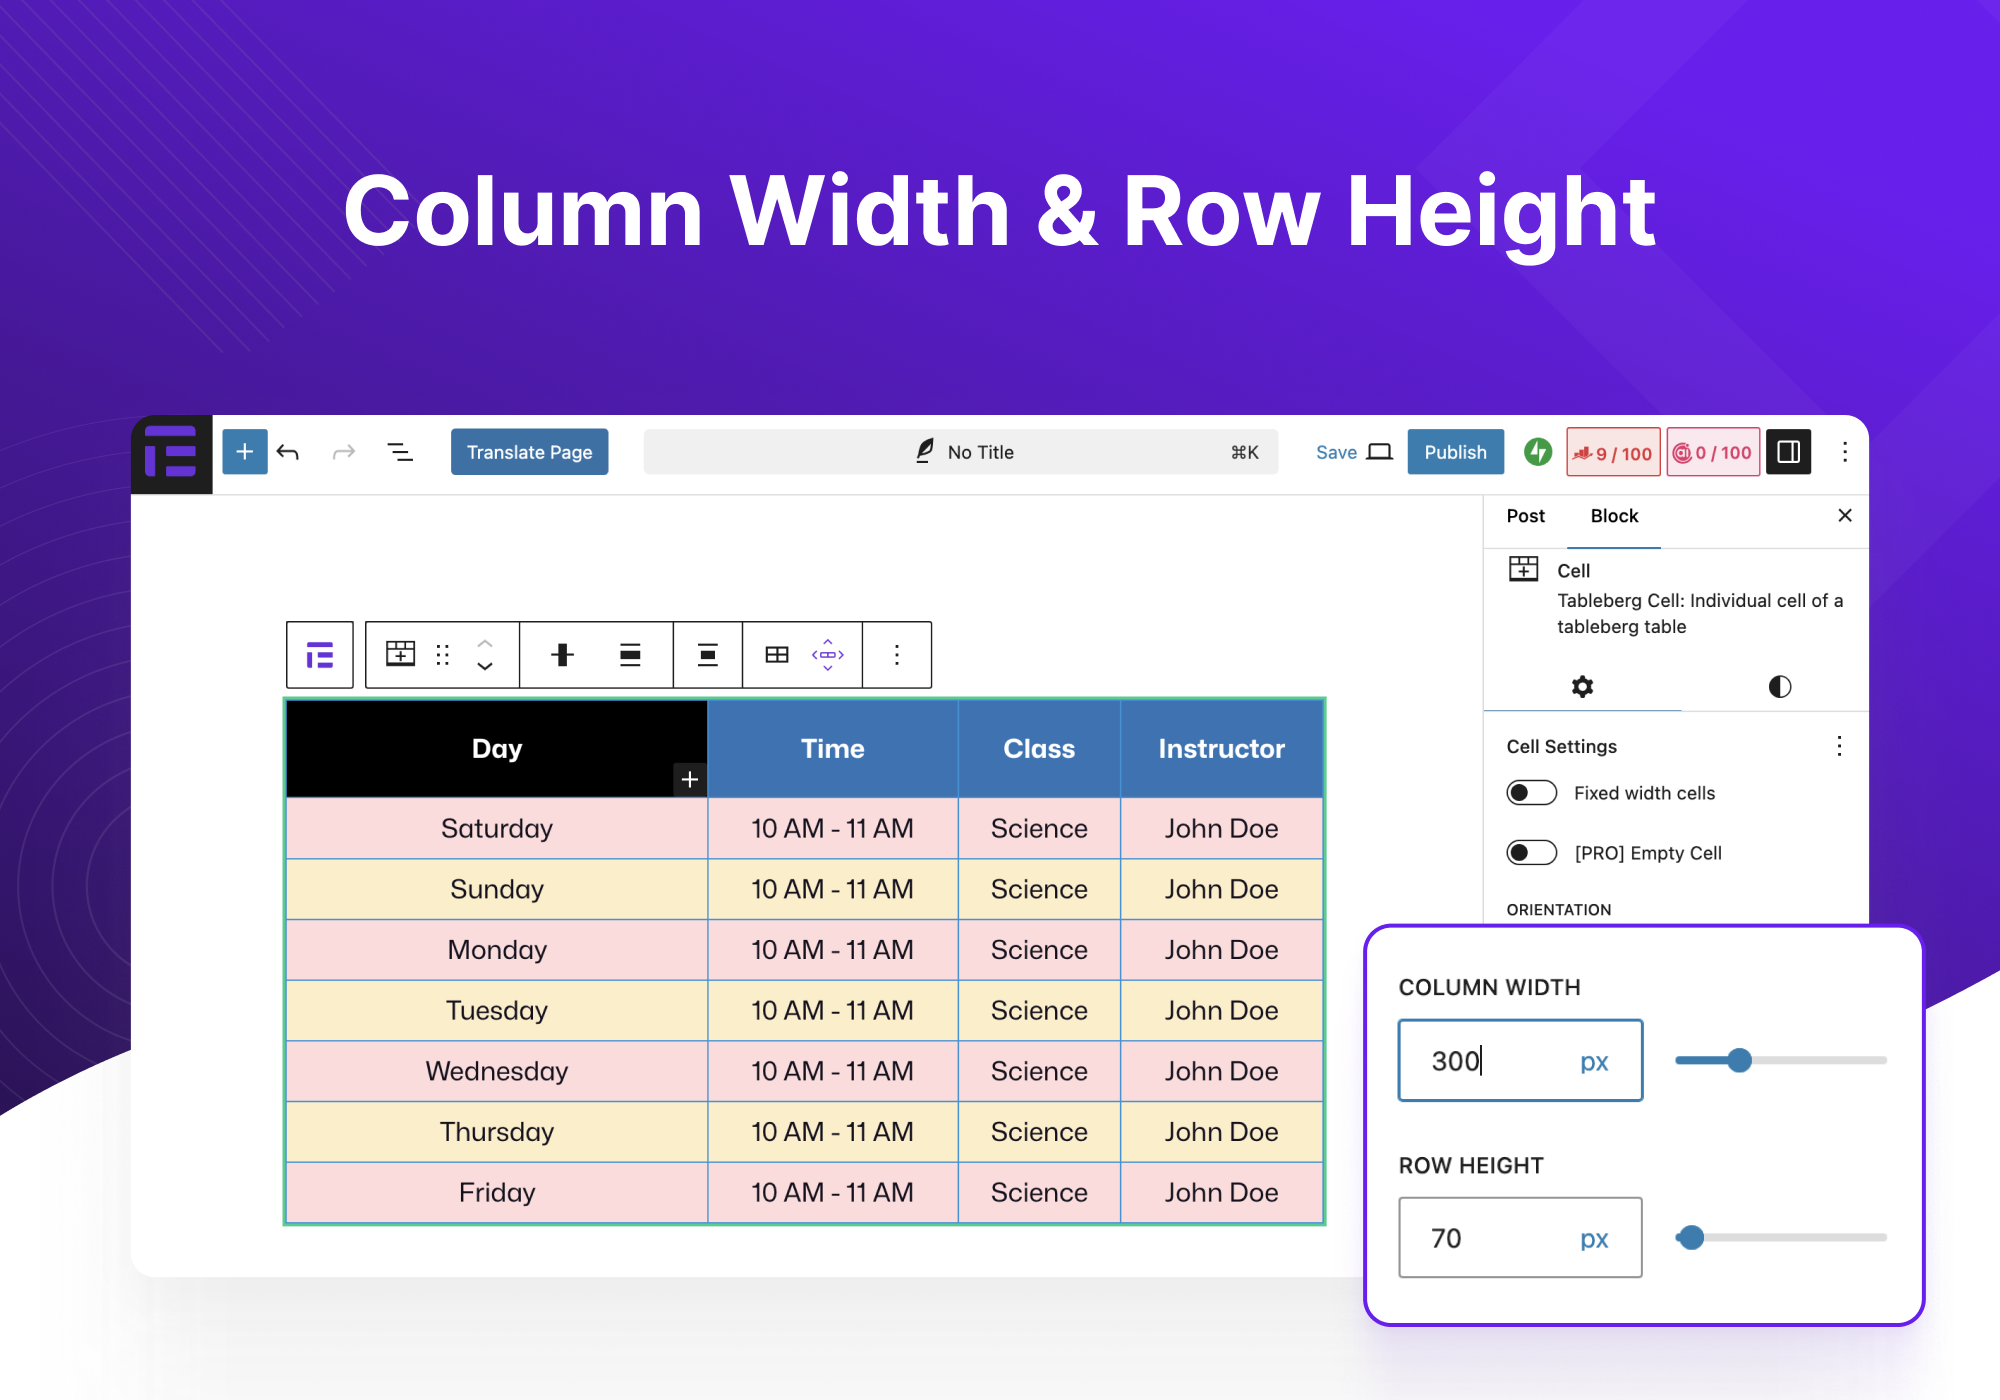 Column Width & Row Height
Translate Page
No Title
⌘K
Save
Publish
9 / 100
0 / 100
Post Block
Cell
Tableberg Cell: Individual cell of a
tableberg table
Day Time Class Instructor
Saturday 10 AM - 11 AM Science John Doe
Sunday 10 AM - 11 AM Science John Doe
Monday 10 AM - 11 AM Science John Doe
Tuesday 10 AM - 11 AM Science John Doe
Wednesday 10 AM - 11 AM Science John Doe
Thursday 10 AM - 11 AM Science John Doe
Friday 10 AM - 11 AM Science John Doe
Cell Settings
Fixed width cells
[PRO] Empty Cell
ORIENTATION
COLUMN WIDTH
300 px
ROW HEIGHT
70 px